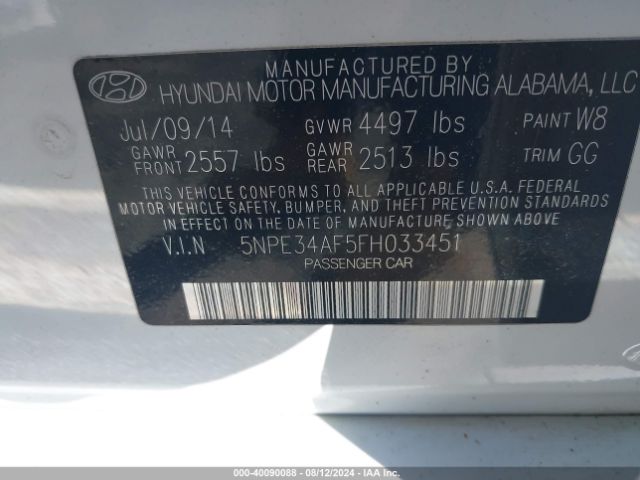 MANUFACTURED BY
HYUNDAI MOTOR MANUFACTURING ALABAMA, LLC
Jul/09/14 GVWR 4497 lbs PAINT W8
GAWR FRONT 2557 lbs GAWR REAR 2513 lbs TRIM GG
THIS VEHICLE CONFORMS TO ALL APPLICABLE U.S.A. FEDERAL
MOTOR VEHICLE SAFETY, BUMPER, AND THEFT PREVENTION STANDARDS
IN EFFECT ON THE DATE OF MANUFACTURE SHOWN ABOVE
V.I.N 5NPE34AF5FH033451
PASSENGER CAR
000-40090088 - 08/12/2024 - IAA Inc.